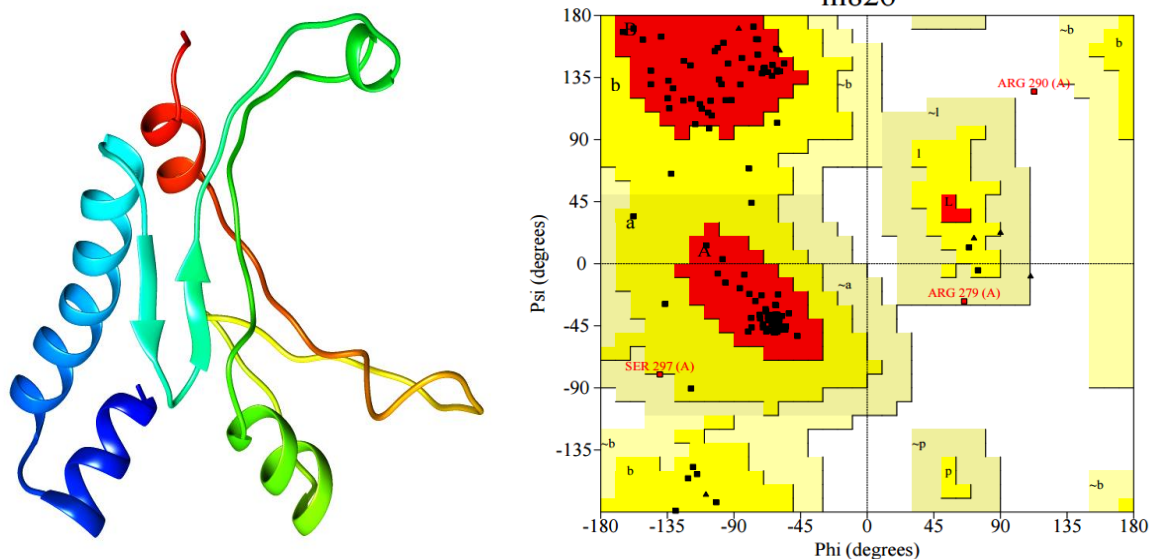 180
B
~b
b
135
b
~b
ARG 290 (A)
~l
90
l
45
L
a
A
0
~a
ARG 279 (A)
-45
SER 297 (A)
-90
-135
~b
~p
b
p
~b
-180 -135 -90 -45 0 45 90 135 180
Psi (degrees)
Phi (degrees)